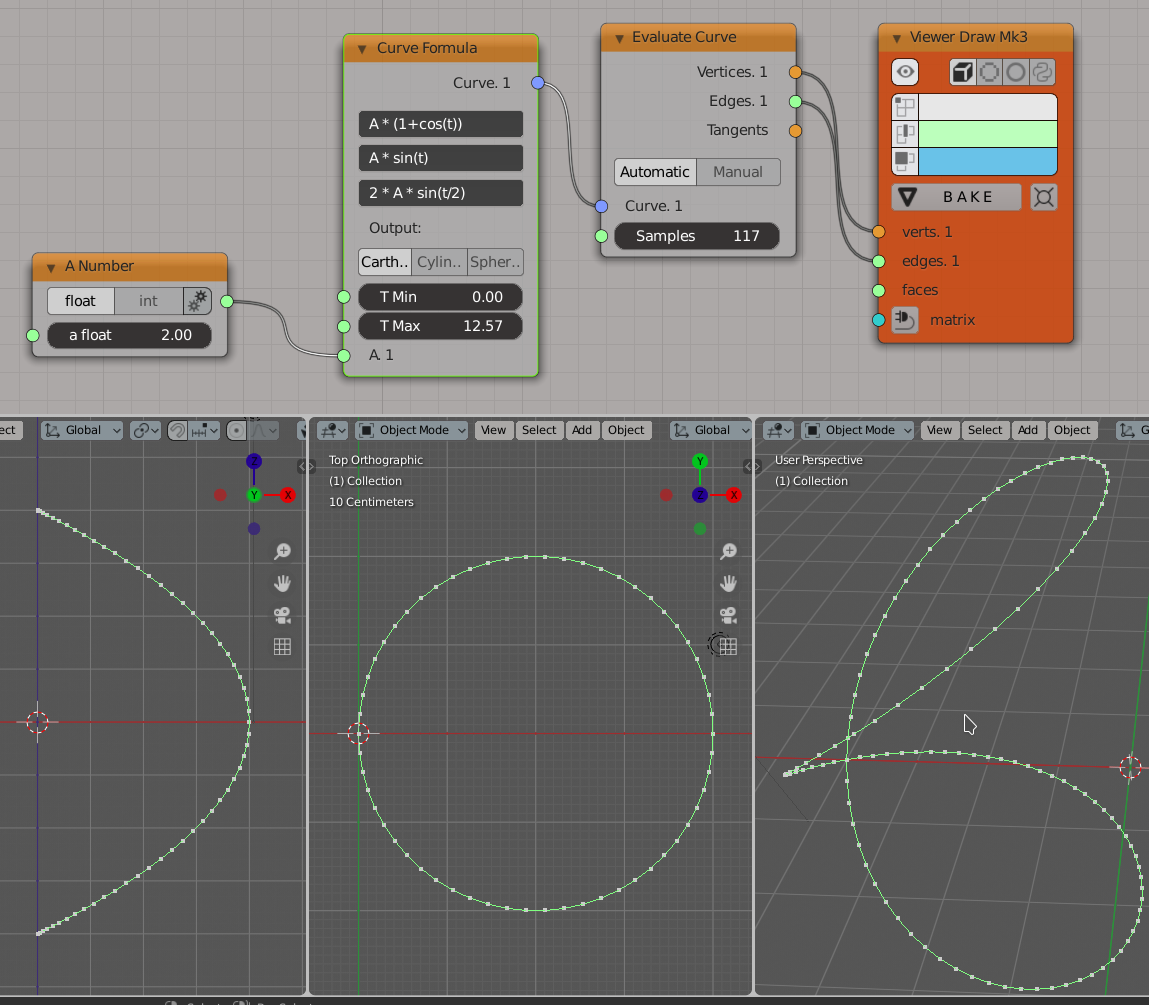 Curve Formula
Curve. 1
A * (1+cos(t))
A * sin(t)
2 * A * sin(t/2)
Output:
Carth.. Cylin.. Spher..
T Min 0.00
T Max 12.57
A. 1
A Number
float int
a float 2.00
Evaluate Curve
Vertices. 1
Edges. 1
Tangents
Automatic Manual
Curve. 1
Samples 117
Viewer Draw Mk3
BAKE
verts. 1
edges. 1
faces
matrix
ect Global
Z
Y X
Object Mode View Select Add Object Global
Top Orthographic
(1) Collection
10 Centimeters
Y
Z X
Object Mode View Select Add Object G
User Perspective
(1) Collection